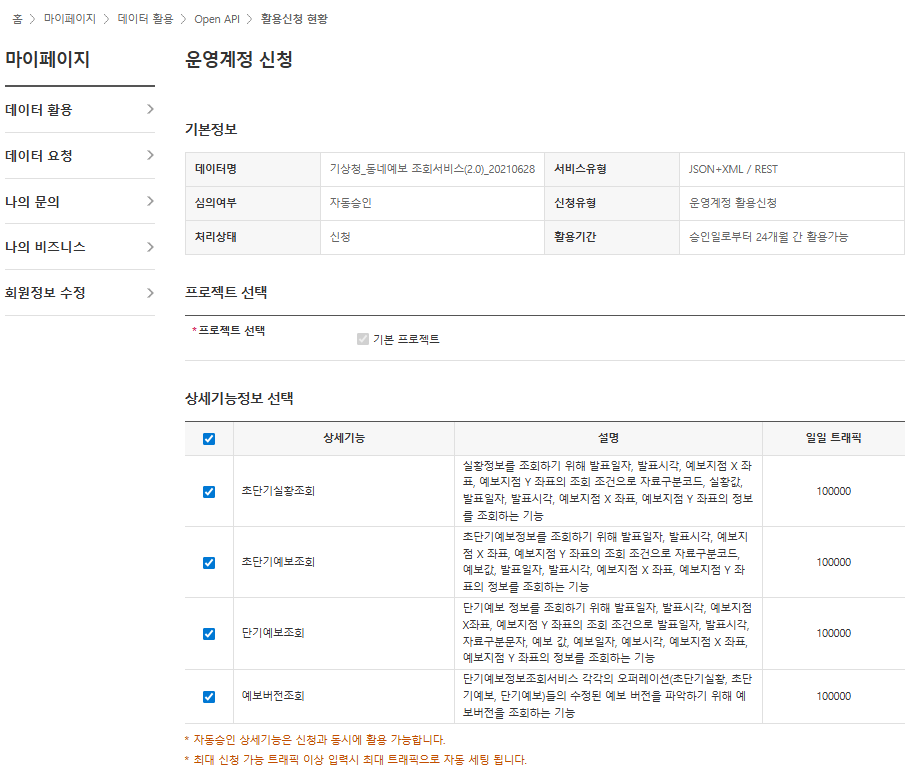 홈 > 마이페이지 > 데이터 활용 > Open API > 활용신청 현황
마이페이지
데이터 활용
데이터 요청
나의 문의
나의 비즈니스
회원정보 수정
운영계정 신청
기본정보
데이터명 기상청_동네예보 조회서비스(2.0)_20210628 서비스유형 JSON+XML / REST
심의여부 자동승인 신청유형 운영계정 활용신청
처리상태 신청 활용기간 승인일로부터 24개월 간 활용가능
프로젝트 선택
*프로젝트 선택 기본 프로젝트
상세기능정보 선택
상세기능 설명 일일 트래픽
초단기실황조회
실황정보를 조회하기 위해 발표일자, 발표시각, 예보지점 X 좌
표, 예보지점 Y 좌표의 조회 조건으로 자료구분코드, 실황값,
발표일자, 발표시각, 예보지점 X 좌표, 예보지점 Y 좌표의 정보
를 조회하는 기능
100000
초단기예보조회
초단기예보정보를 조회하기 위해 발표일자, 발표시각, 예보지
점 X 좌표, 예보지점 Y 좌표의 조회 조건으로 자료구분코드,
예보값, 발표일자, 발표시각, 예보지점 X 좌표, 예보지점 Y 좌
표의 정보를 조회하는 기능
100000
단기예보조회
단기예보 정보를 조회하기 위해 발표일자, 발표시각, 예보지점
X좌표, 예보지점 Y 좌표의 조회 조건으로 발표일자, 발표시각,
자료구분문자, 예보 값, 예보일자, 예보시각, 예보지점 X 좌표,
예보지점 Y 좌표의 정보를 조회하는 기능
100000
예보버전조회
단기예보정보조회서비스 각각의 오퍼레이션(초단기실황, 초단
기예보, 단기예보)들의 수정된 예보 버전을 파악하기 위해 예
보버전을 조회하는 기능
100000
* 자동승인 상세기능은 신청과 동시에 활용 가능합니다.
* 최대 신청 가능 트래픽 이상 입력시 최대 트래픽으로 자동 세팅 됩니다.